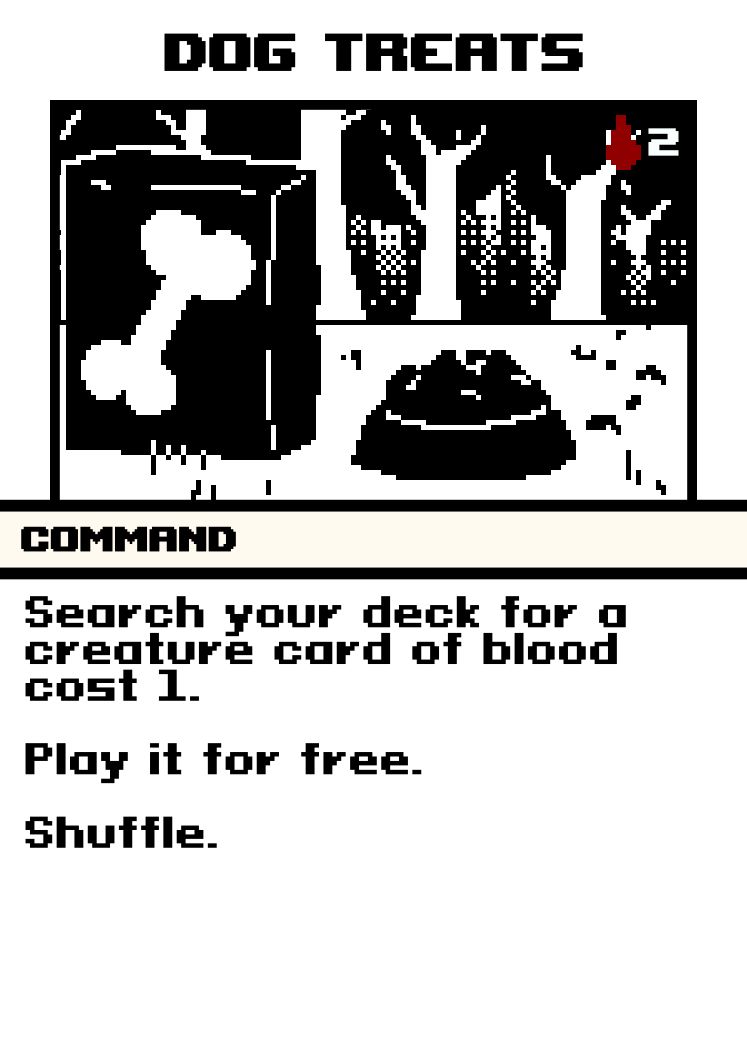 DOG TREATS
2
COMMAND
Search your deck for a
creature card of blood
cost 1.
Play it for free.
Shuffle.